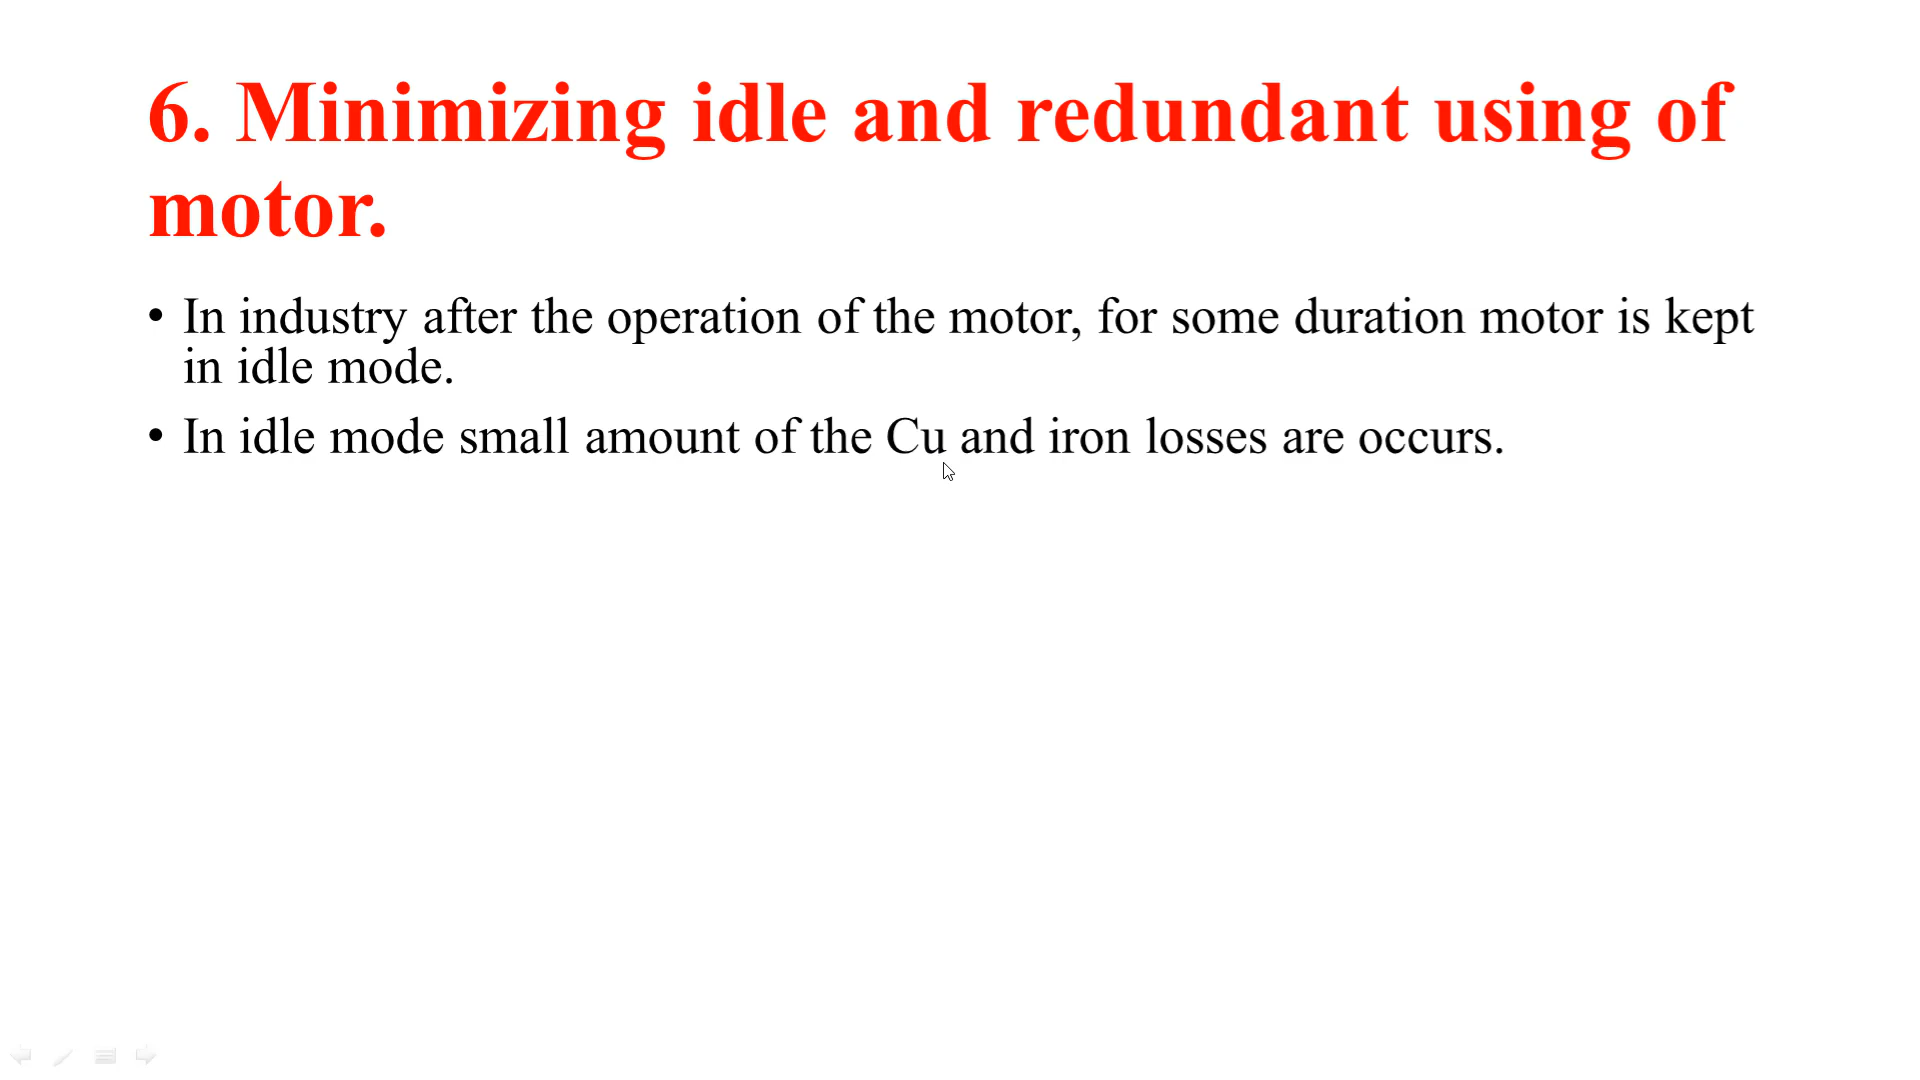 6. Minimizing idle and redundant using of
motor.
• In industry after the operation of the motor, for some duration motor is kept
in idle mode.
• In idle mode small amount of the Cu and iron losses are occurs.